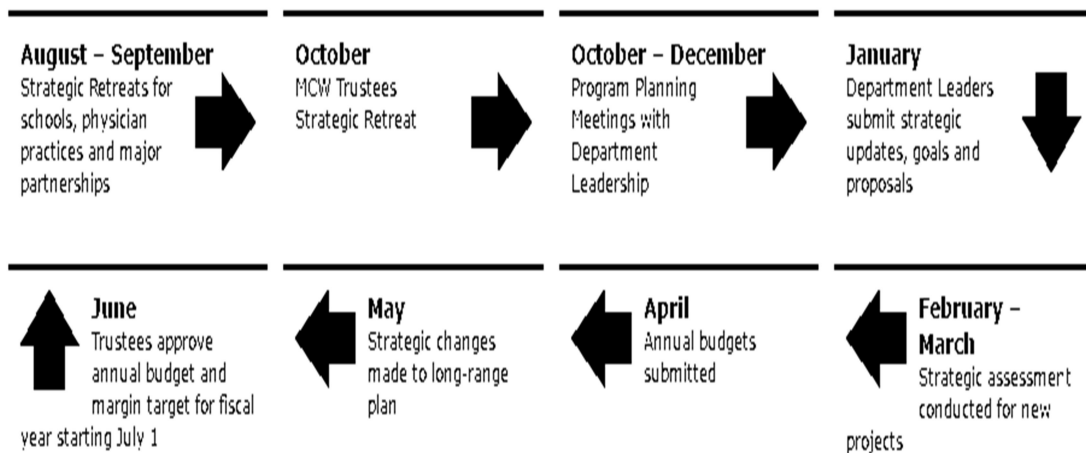 August – September
Strategic Retreats for
schools, physician
practices and major
partnerships
October
MCW Trustees
Strategic Retreat
October – December
Program Planning
Meetings with
Department
Leadership
January
Department Leaders
submit strategic
updates, goals and
proposals
June
Trustees approve
annual budget and
margin target for fiscal
year starting July 1
May
Strategic changes
made to long-range
plan
April
Annual budgets
submitted
February –
March
Strategic assessment
conducted for new
projects